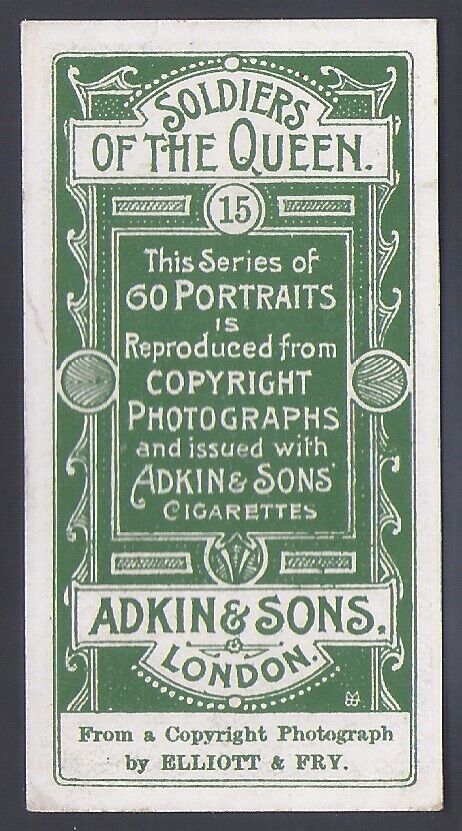 SOLDIERS
OF THE QUEEN.
15
This Series of
60 PORTRAITS
is
Reproduced from
COPYRIGHT
PHOTOGRAPHS
and issued with
ADKIN & SONS'
CIGARETTES
ADKIN & SONS,
LONDON.
From a Copyright Photograph
by ELLIOTT & FRY.